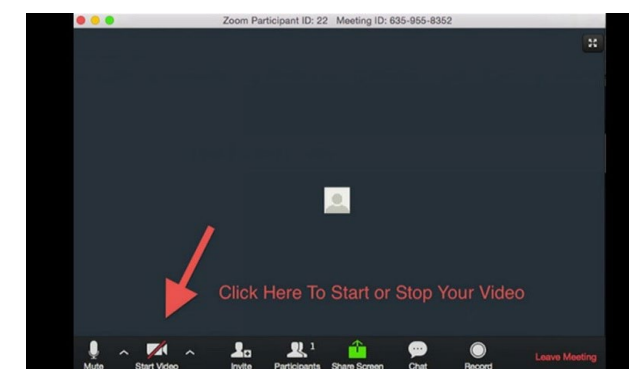 Zoom Participant ID: 22 Meeting ID: 635-955-8352
Click Here To Start or Stop Your Video
1
Mute Start Video Invite Participants Share Screen Chat Record Leave Meeting